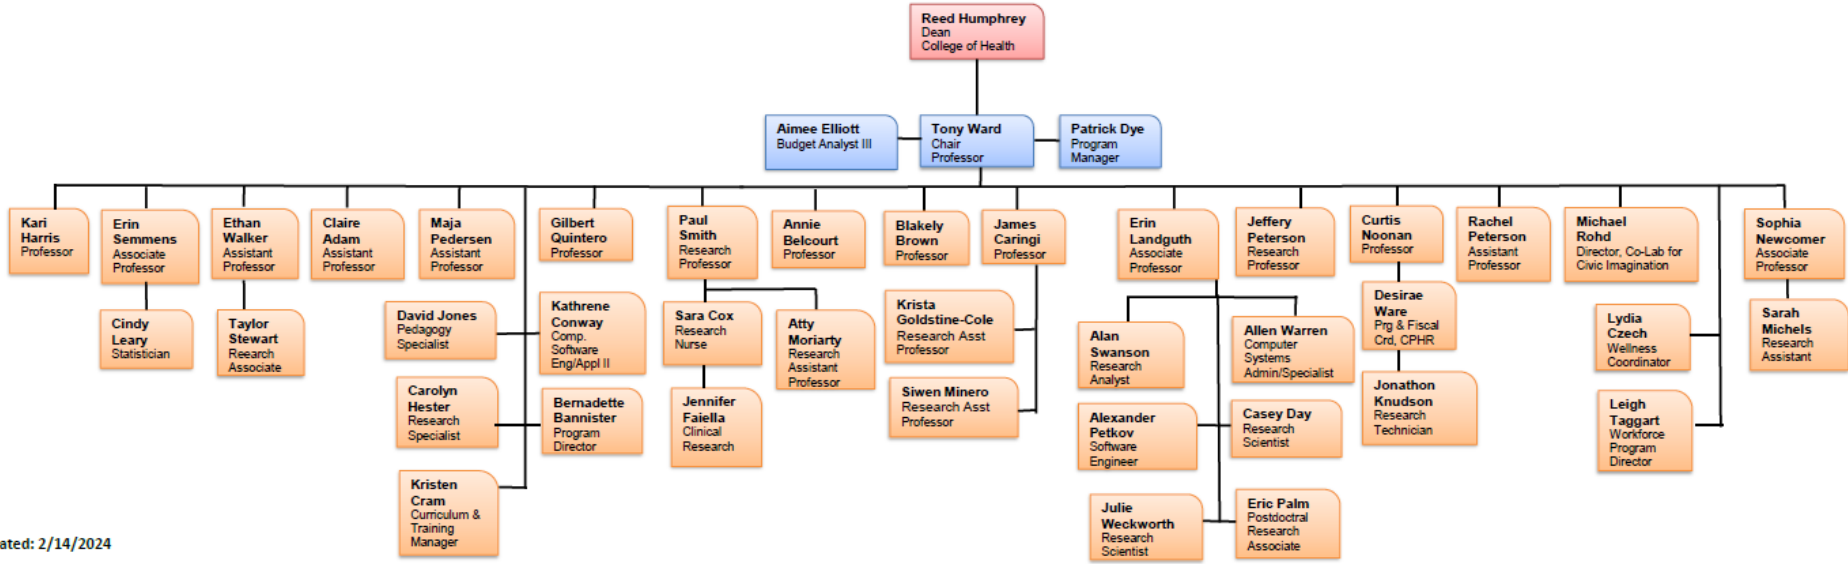 Reed Humphrey
Dean
College of Health
Aimee Elliott
Budget Analyst III
Tony Ward
Chair
Professor
Patrick Dye
Program
Manager
Kari
Harris
Professor
Erin
Semmens
Associate
Professor
Ethan
Walker
Assistant
Professor
Claire
Adam
Assistant
Professor
Maja
Pedersen
Assistant
Professor
Gilbert
Quintero
Professor
Paul
Smith
Research
Professor
Annie
Belcourt
Professor
Blakely
Brown
Professor
James
Caringi
Professor
Erin
Landguth
Associate
Professor
Jeffery
Peterson
Research
Professor
Curtis
Noonan
Professor
Rachel
Peterson
Assistant
Professor
Michael
Rohd
Director, Co-Lab for
Civic Imagination
Sophia
Newcomer
Associate
Professor
Cindy
Leary
Statistician
Taylor
Stewart
Reearch
Associate
David Jones
Pedagogy
Specialist
Kathrene
Conway
Comp.
Software
Eng/Appl II
Sara Cox
Research
Nurse
Atty
Moriarty
Research
Assistant
Professor
Krista
Goldstine-Cole
Research Asst
Professor
Alan
Swanson
Research
Analyst
Allen Warren
Computer
Systems
Admin/Specialist
Desirae
Ware
Prg & Fiscal
Crd, CPHR
Lydia
Czech
Wellness
Coordinator
Sarah
Michels
Research
Assistant
Carolyn
Hester
Research
Specialist
Bernadette
Bannister
Program
Director
Jennifer
Faiella
Clinical
Research
Siwen Minero
Research Asst
Professor
Alexander
Petkov
Software
Engineer
Casey Day
Research
Scientist
Jonathon
Knudson
Research
Technician
Leigh
Taggart
Workforce
Program
Director
Kristen
Cram
Curriculum &
Training
Manager
Julie
Weckworth
Research
Scientist
Eric Palm
Postdoctral
Research
Associate
ated: 2/14/2024